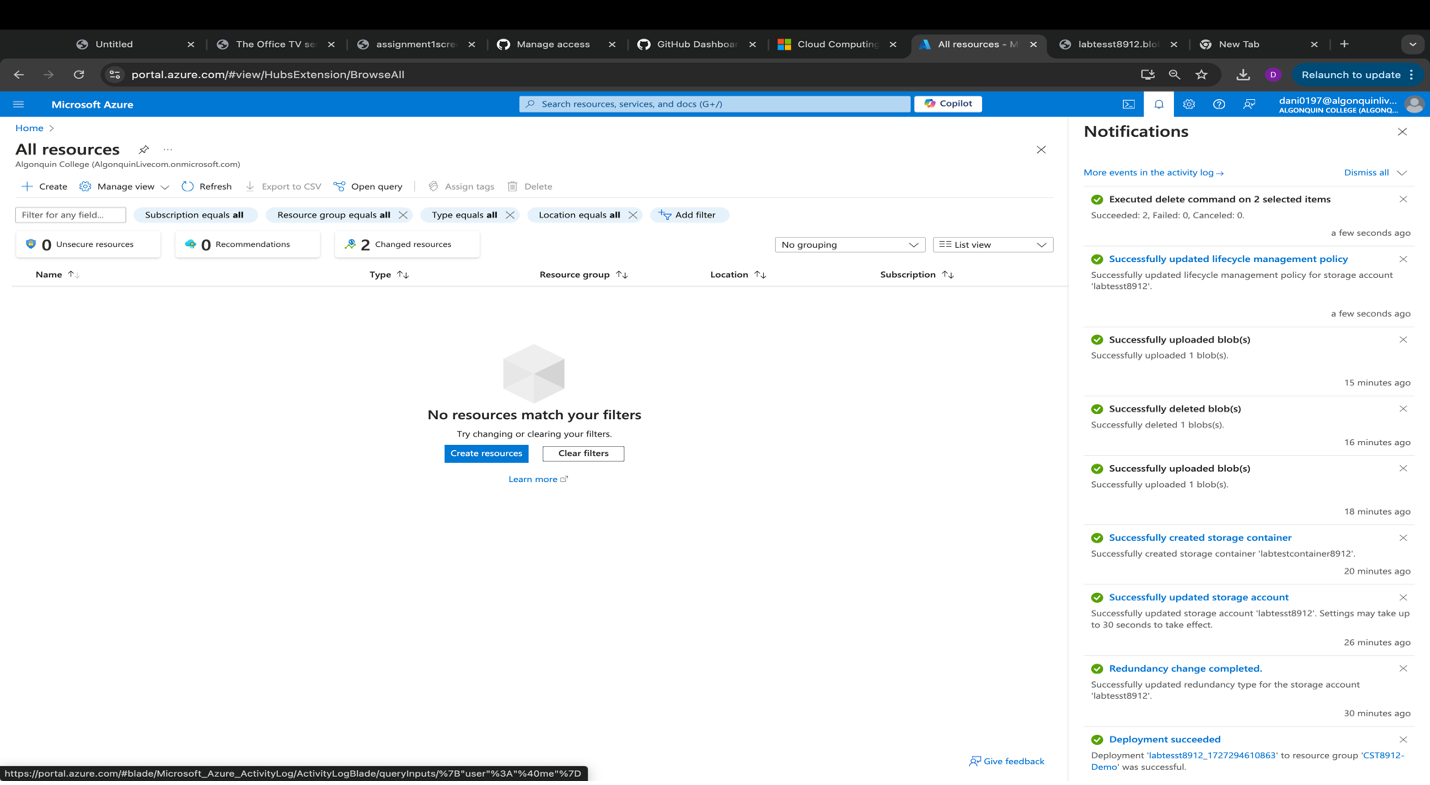 Untitled
The Office TV se
assignment1scre
Manage access
GitHub Dashboar
Cloud Computing
All resources - M
labtesst8912.blo
New Tab
portal.azure.com/#view/HubsExtension/BrowseAll
D
Relaunch to update
Microsoft Azure
Search resources, services, and docs (G+/)
Copilot
dani0197@algonquinliv...
ALGONQUIN COLLEGE (ALGONQ...
Home
All resources
Algonquin College (AlgonquinLivecom.onmicrosoft.com)
Create
Manage view
Refresh
Export to CSV
Open query
Assign tags
Delete
Filter for any field...
Subscription equals all
Resource group equals all
Type equals all
Location equals all
Add filter
0 Unsecure resources
0 Recommendations
2 Changed resources
No grouping
List view
Name
Type
Resource group
Location
Subscription
No resources match your filters
Try changing or clearing your filters.
Create resources
Clear filters
Learn more
Give feedback
https://portal.azure.com/#blade/Microsoft_Azure_ActivityLog/ActivityLogBlade/queryInputs/%7B"user"%3A"%40me"%7D
Notifications
More events in the activity log →
Dismiss all
Executed delete command on 2 selected items
Succeeded: 2, Failed: 0, Canceled: 0.
a few seconds ago
Successfully updated lifecycle management policy
Successfully updated lifecycle management policy for storage account
'labtesst8912'.
a few seconds ago
Successfully uploaded blob(s)
Successfully uploaded 1 blob(s).
15 minutes ago
Successfully deleted blob(s)
Successfully deleted 1 blobs(s).
16 minutes ago
Successfully uploaded blob(s)
Successfully uploaded 1 blob(s).
18 minutes ago
Successfully created storage container
Successfully created storage container 'labtestcontainer8912'.
20 minutes ago
Successfully updated storage account
Successfully updated storage account 'labtesst8912'. Settings may take up
to 30 seconds to take effect.
26 minutes ago
Redundancy change completed.
Successfully updated redundancy type for the storage account
'labtesst8912'.
30 minutes ago
Deployment succeeded
Deployment 'labtesst8912_1727294610863' to resource group 'CST8912-
Demo' was successful.